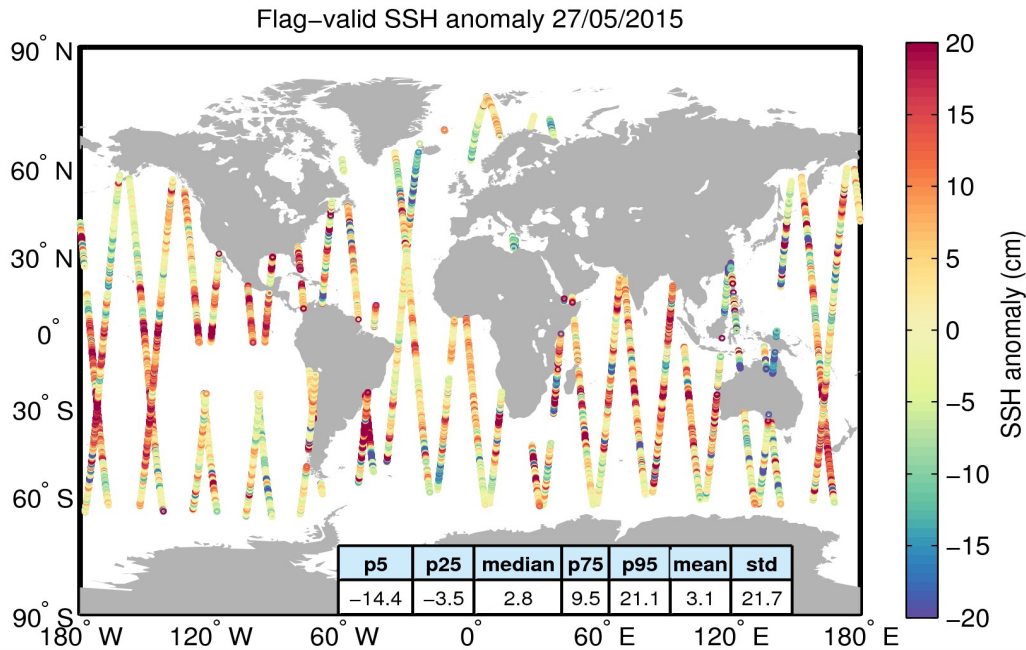 Flag−valid SSH anomaly 27/05/2015
90° N
60° N
30° N
0°
30° S
60° S
90° S
180° W
120° W
60° W
0°
60° E
120° E
180° E
p5 p25 median p75 p95 mean std
−14.4 −3.5 2.8 9.5 21.1 3.1 21.7
20
15
10
5
0
−5
−10
−15
−20
SSH anomaly (cm)